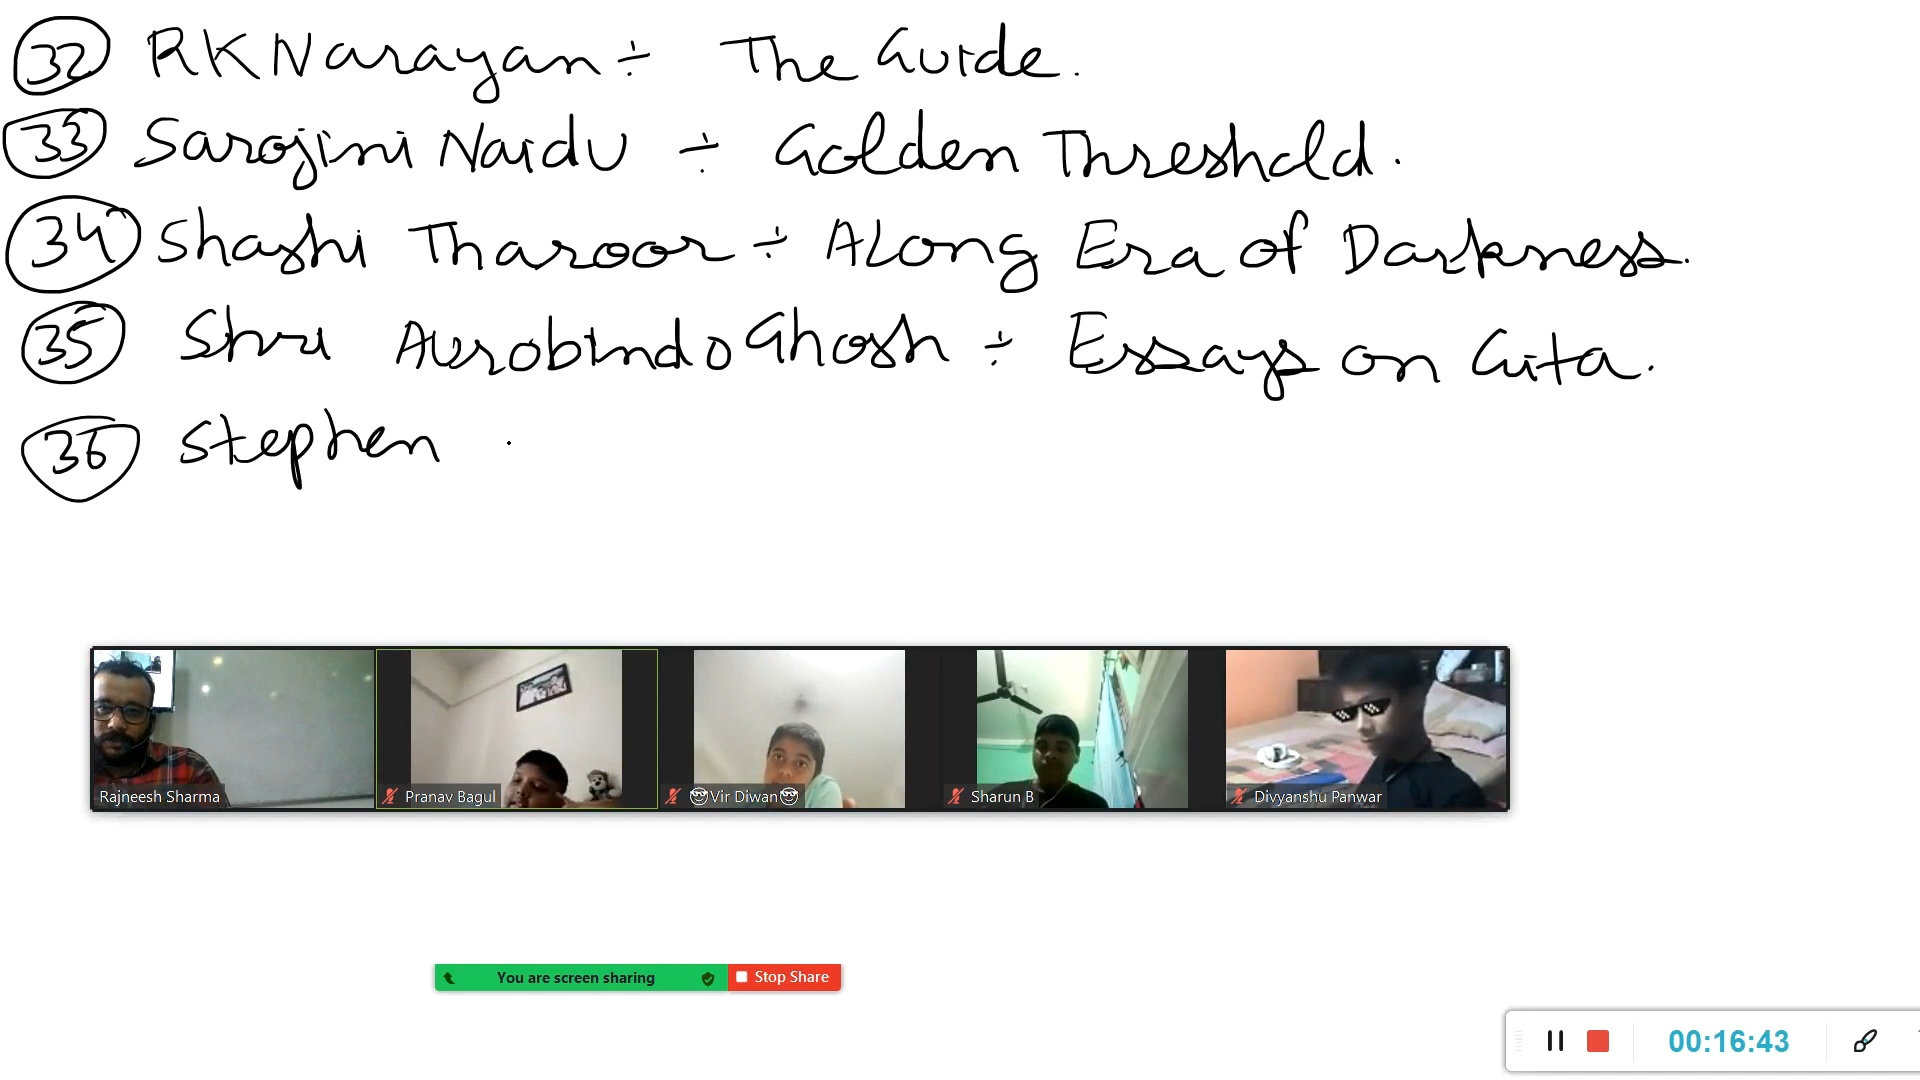 32 RK Narayan ÷ The Guide.
33 Sarojini Naidu ÷ Golden Threshold.
34 Shashi Tharoor ÷ A Long Era of Darkness.
35 Shri Aurobindo Ghosh ÷ Essays on Gita.
36 Stephen
Rajneesh Sharma
Pranav Bagul
Vir Diwan
Sharun B
Divyanshu Panwar
You are screen sharing
Stop Share
00:16:43